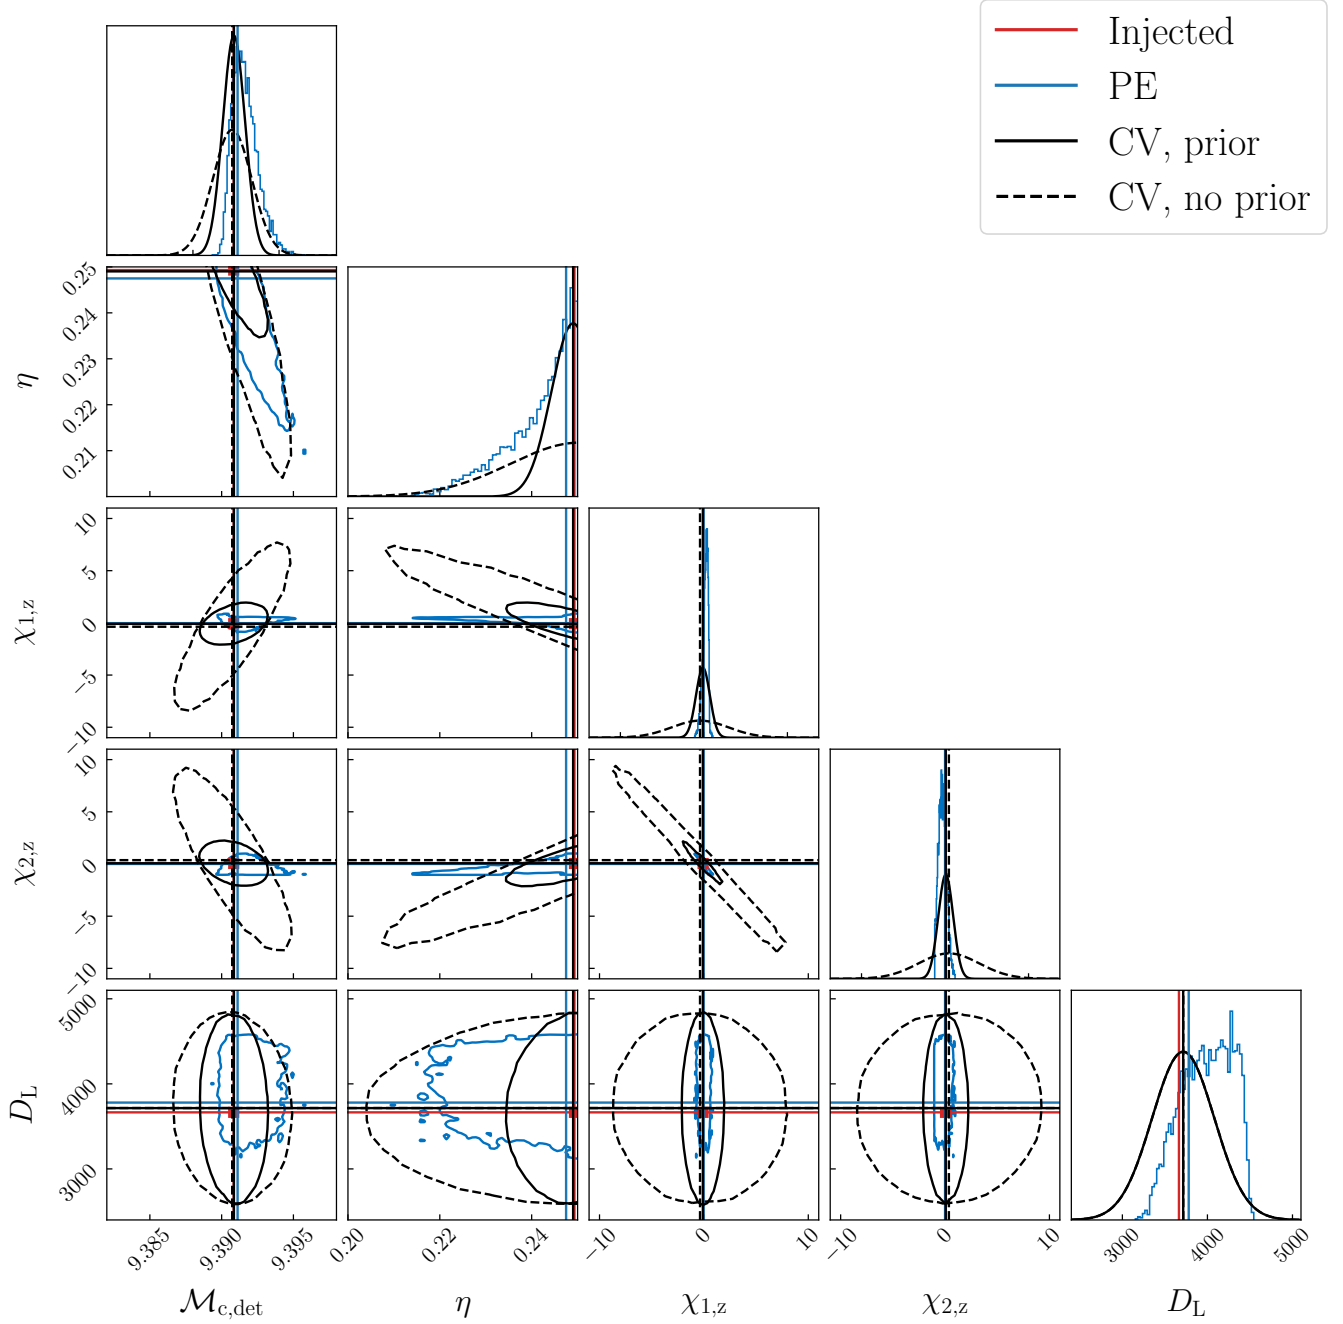 Injected
PE
CV, prior
CV, no prior
0.25
0.24
0.23
0.22
0.21
η
10
5
0
−5
−10
χ1,z
10
5
0
−5
−10
χ2,z
5000
4000
3000
DL
9.385
9.390
9.395
0.20
0.22
0.24
−10
0
10
−10
0
10
3000
4000
5000
ℳc,det
η
χ1,z
χ2,z
DL